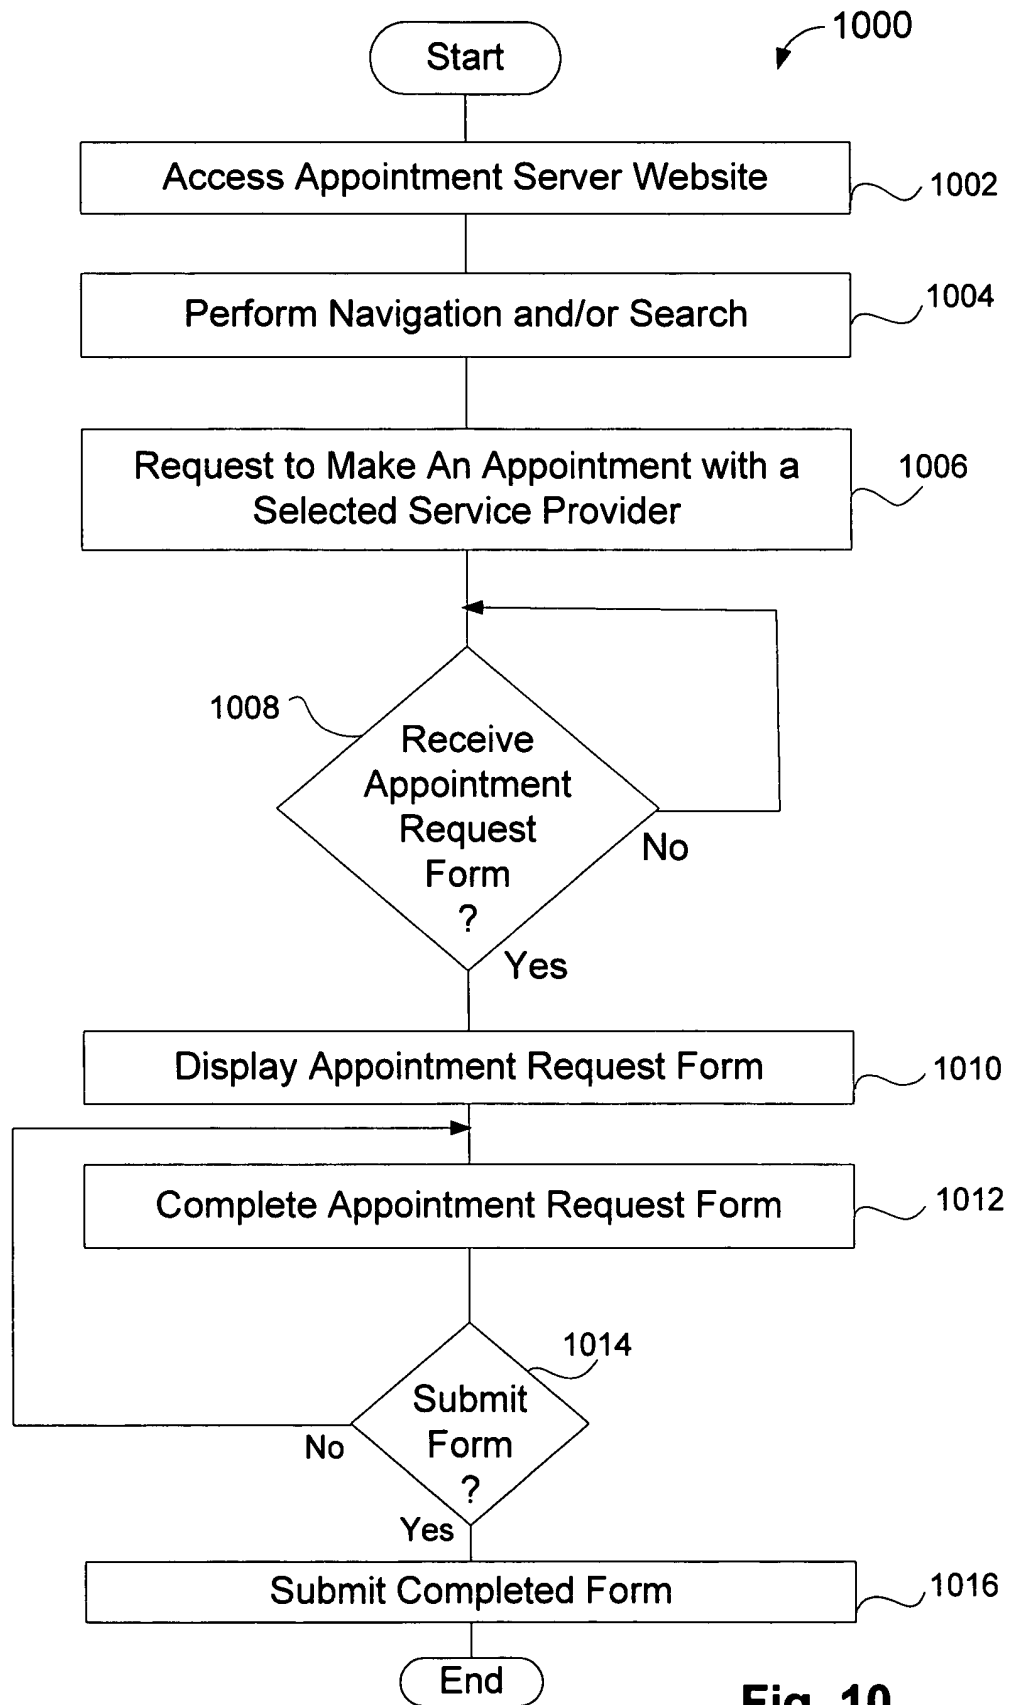 Start
1000
Access Appointment Server Website
1002
Perform Navigation and/or Search
1004
Request to Make An Appointment with a
Selected Service Provider
1006
1008
Receive
Appointment
Request
Form
?
No
Yes
Display Appointment Request Form
1010
Complete Appointment Request Form
1012
1014
Submit
Form
?
No
Yes
Submit Completed Form
1016
End
Fig. 10